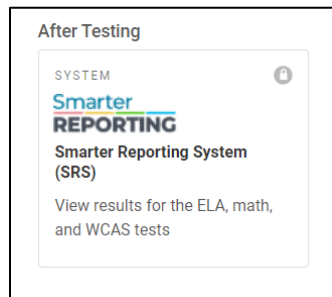 After Testing
SYSTEM
Smarter
REPORTING
Smarter Reporting System
(SRS)
View results for the ELA, math,
and WCAS tests